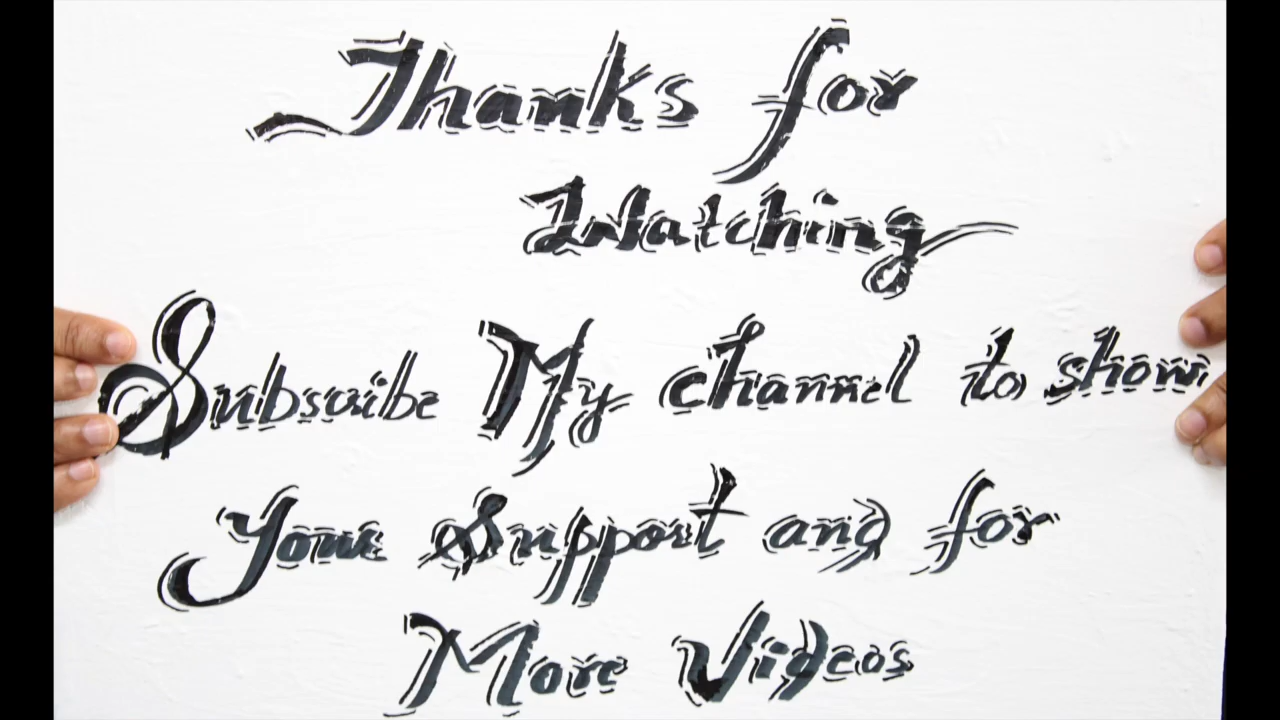 Thanks for
Watching
Subscribe My channel to show
Your Support and for
More Videos